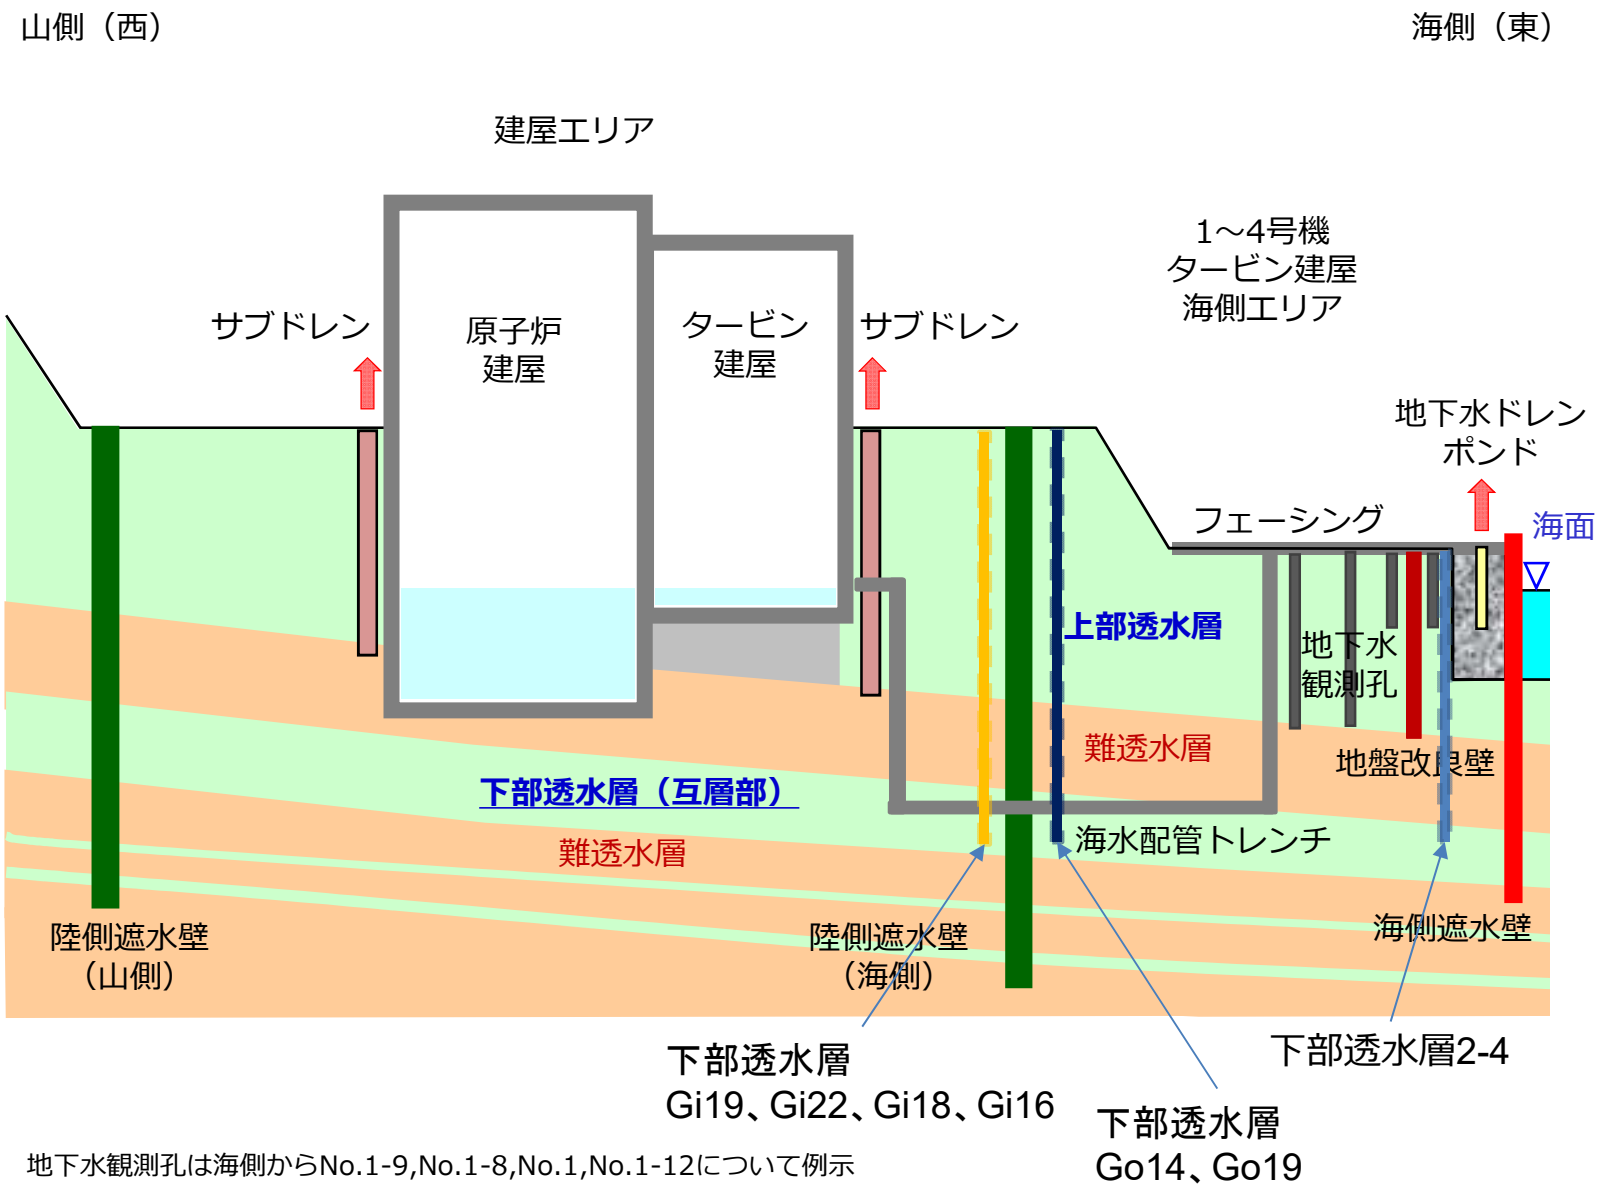 山側（西）
海側（東）
建屋エリア
1～4号機
タービン建屋
海側エリア
サブドレン
原子炉
建屋
タービン
建屋
サブドレン
地下水ドレン
ポンド
フェーシング
海面
上部透水層
地下水
観測孔
難透水層
地盤改良壁
下部透水層（互層部）
海水配管トレンチ
難透水層
陸側遮水壁
（山側）
陸側遮水壁
（海側）
海側遮水壁
下部透水層
Gi19、Gi22、Gi18、Gi16
下部透水層2-4
下部透水層
Go14、Go19
地下水観測孔は海側からNo.1-9,No.1-8,No.1,No.1-12について例示